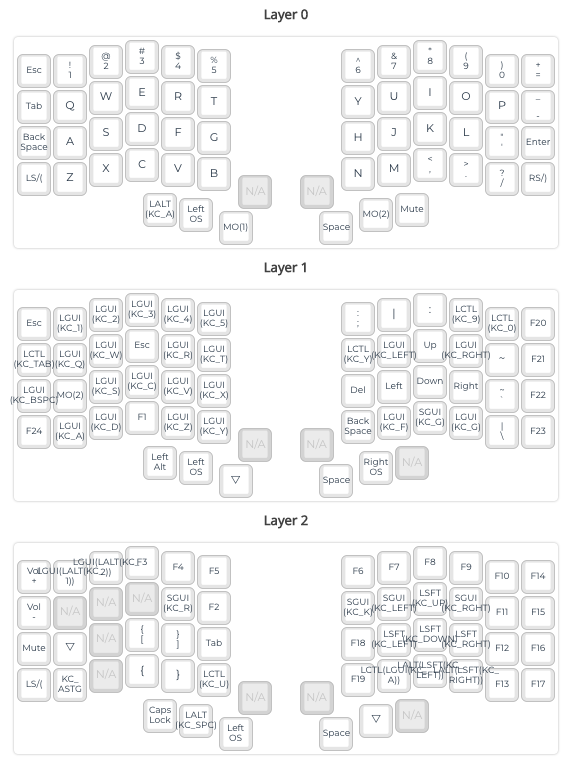 Layer 0
Esc ! 1 @ 2 # 3 $ 4 % 5 ^ 6 & 7 * 8 ( 9 ) 0 + =
Tab Q W E R T Y U I O P _ -
Back Space A S D F G H J K L " ' Enter
LS/( Z X C V B N/A N/A N M < , > . ? / RS/)
LALT (KC_A) Left OS MO(1) Space MO(2) Mute
Layer 1
Esc LGUI (KC_1) LGUI (KC_2) LGUI (KC_3) LGUI (KC_4) LGUI (KC_5) : ; | : LCTL (KC_9) LCTL (KC_0) F20
LCTL (KC_TAB) LGUI (KC_Q) LGUI (KC_W) Esc LGUI (KC_R) LGUI (KC_T) LCTL (KC_Y) LGUI (KC_LEFT) Up LGUI (KC_RGHT) ~ F21
LGUI (KC_BSPC) MO(2) LGUI (KC_S) LGUI (KC_C) LGUI (KC_V) LGUI (KC_X) Del Left Down Right ~ ` F22
F24 LGUI (KC_A) LGUI (KC_D) F1 LGUI (KC_Z) LGUI (KC_Y) N/A N/A Back Space LGUI (KC_F) SGUI (KC_G) LGUI (KC_G) | \ F23
Left Alt Left OS ▽ Space Right OS N/A
Layer 2
Vol + LGUI(LALT(KC_1)) LGUI(LALT(KC_2)) F3 F4 F5 F6 F7 F8 F9 F10 F14
Vol - N/A N/A N/A SGUI (KC_R) F2 SGUI (KC_K) SGUI (KC_LEFT) LSFT (KC_UP) SGUI (KC_RGHT) F11 F15
Mute ▽ N/A { [ } ] Tab F18 LSFT (KC_LEFT) LSFT (KC_DOWN) LSFT (KC_RGHT) F12 F16
LS/( KC_ASTG N/A { } LCTL (KC_U) N/A N/A F19 LCTL(LGUI(KC_A)) LALT(LSFT(KC_LEFT)) LALT(LSFT(KC_RIGHT)) F13 F17
Caps Lock LALT (KC_SPC) Left OS Space ▽ N/A